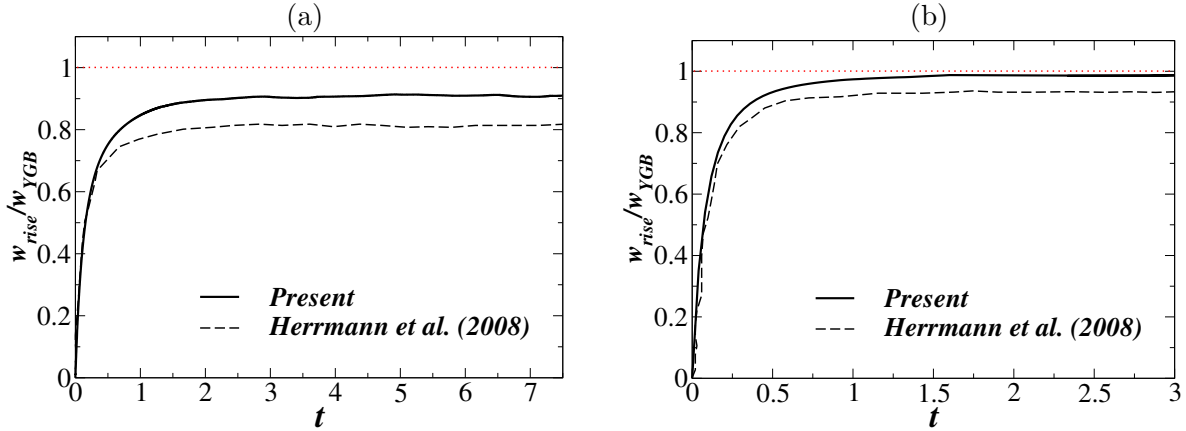 (a)
1
0.8
0.6
0.4
0.2
0
w_rise/w_YGB
Present
Herrmann et al. (2008)
0 1 2 3 4 5 6 7
t
(b)
1
0.8
0.6
0.4
0.2
0
w_rise/w_YGB
Present
Herrmann et al. (2008)
0 0.5 1 1.5 2 2.5 3
t